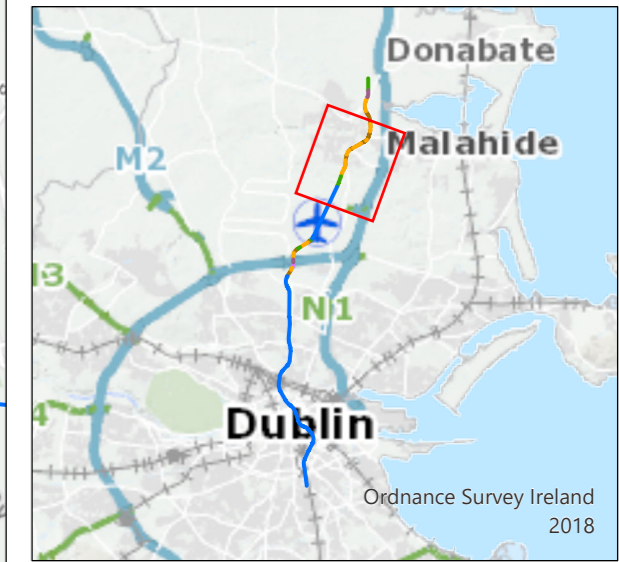 Donabate
Malahide
M2
N1
Dublin
Ordnance Survey Ireland
2018